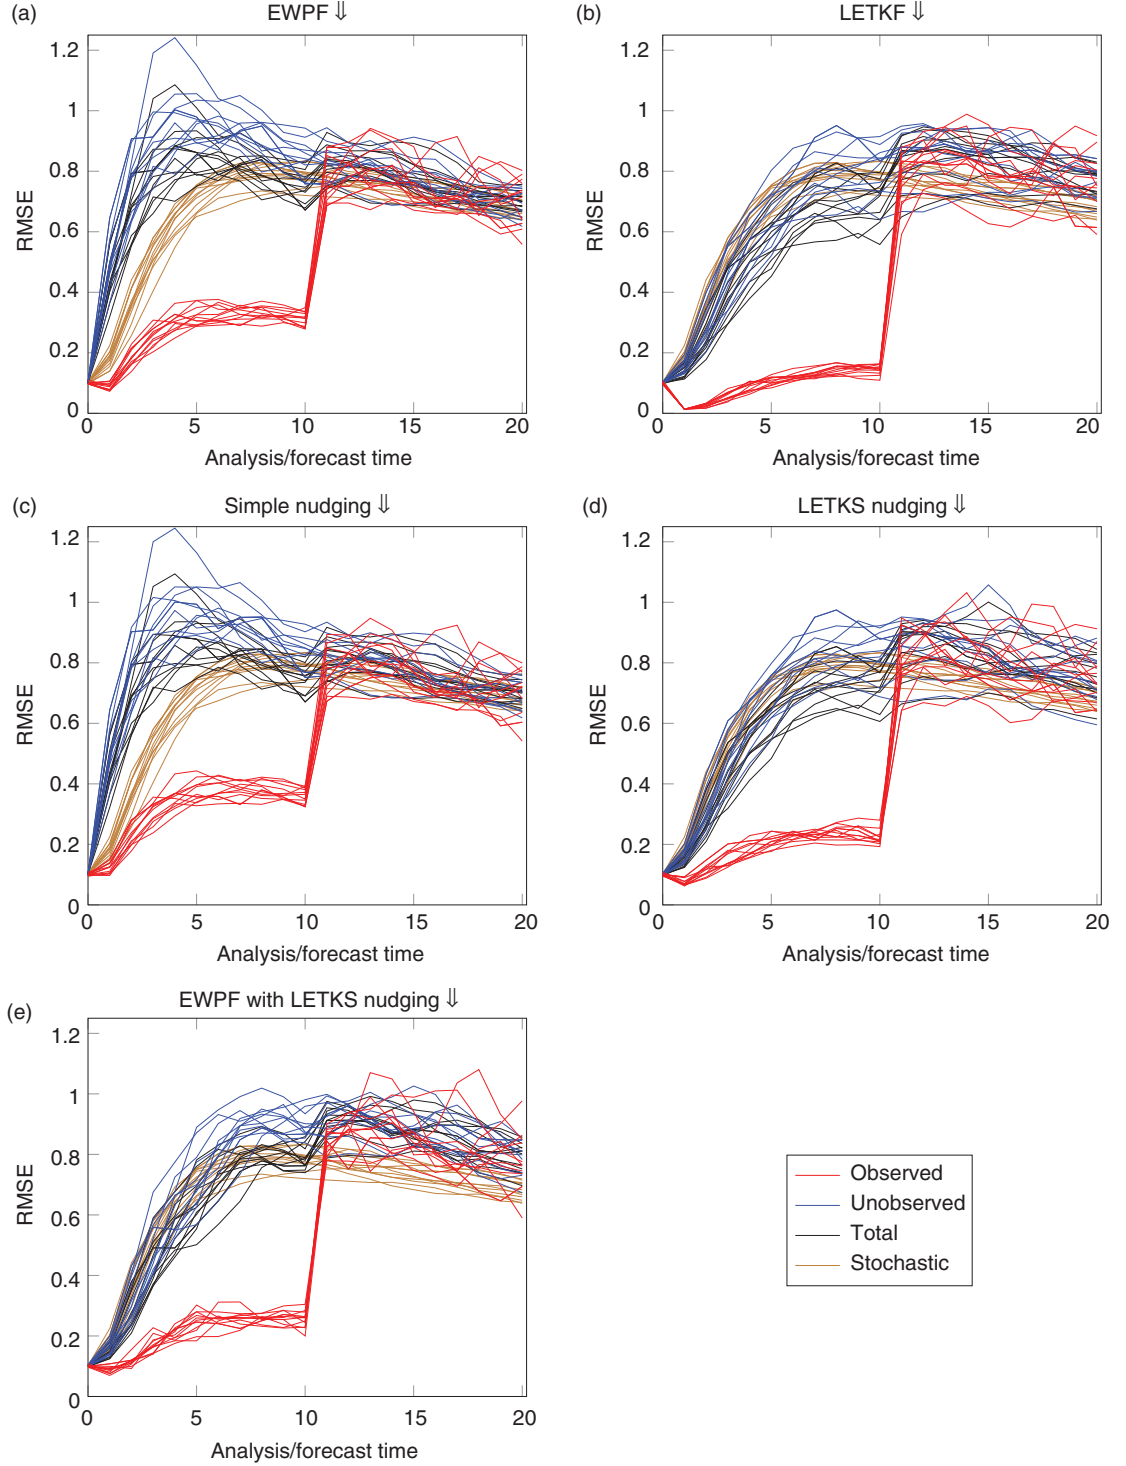 (a) EWPF ⇓
(b) LETKF ⇓
1.2
1
0.8
0.6
0.4
0.2
0
RMSE
0 5 10 15 20
Analysis/forecast time
1.2
1
0.8
0.6
0.4
0.2
0
RMSE
0 5 10 15 20
Analysis/forecast time
(c) Simple nudging ⇓
(d) LETKS nudging ⇓
1.2
1
0.8
0.6
0.4
0.2
0
RMSE
0 5 10 15 20
Analysis/forecast time
1.2
1
0.8
0.6
0.4
0.2
0
RMSE
0 5 10 15 20
Analysis/forecast time
(e) EWPF with LETKS nudging ⇓
1.2
1
0.8
0.6
0.4
0.2
0
RMSE
0 5 10 15 20
Analysis/forecast time
Observed
Unobserved
Total
Stochastic